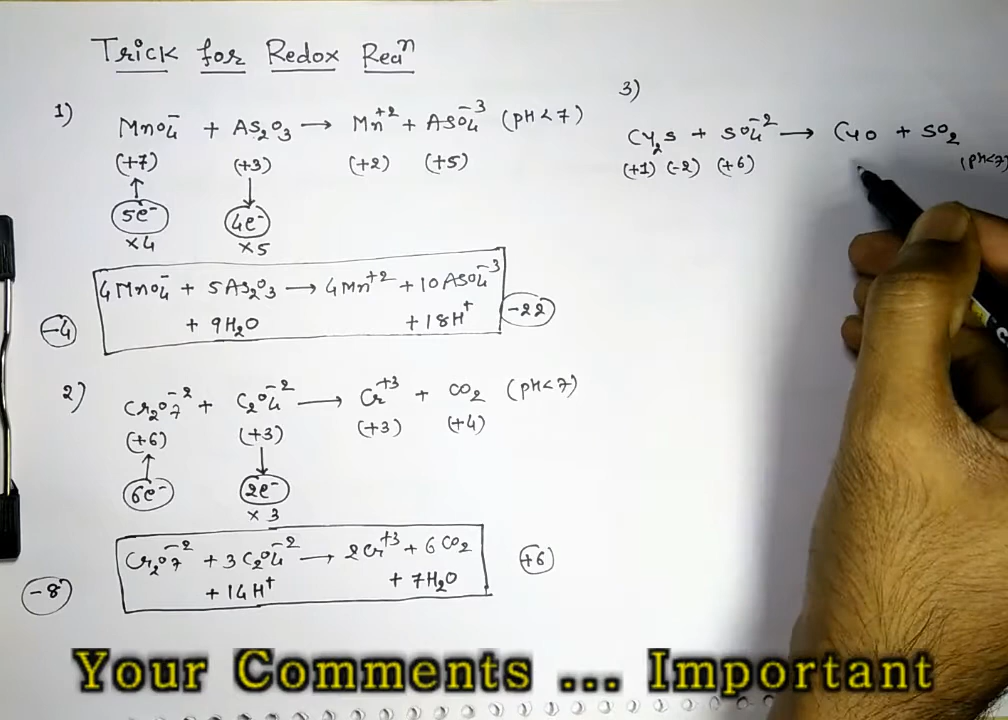 Trick for Redox Reaⁿ
1)
MnO₄⁻ + As₂O₃ → Mn⁺² + AsO₄⁻³ (pH<7)
(+7) (+3) (+2) (+5)
5e⁻ 4e⁻
×4 ×5
4MnO₄⁻ + 5As₂O₃ → 4Mn⁺² + 10AsO₄⁻³
+ 9H₂O + 18H⁺
-4 -22
2)
Cr₂O₇⁻² + C₂O₄⁻² → Cr⁺³ + CO₂ (pH<7)
(+6) (+3) (+3) (+4)
6e⁻ 2e⁻
×3
Cr₂O₇⁻² + 3C₂O₄⁻² → 2Cr⁺³ + 6CO₂
+ 14H⁺ + 7H₂O
-8 +6
3)
Cu₂S + SO₄⁻² → CuO + SO₂
(+1) (-2) (+6) (pH<7)
Your Comments ... Important